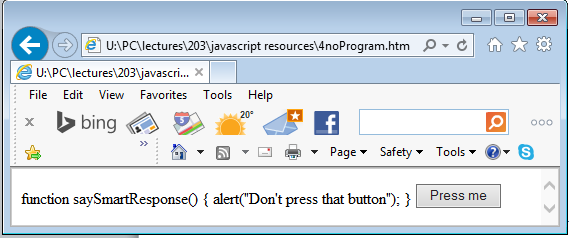 U:\PC\lectures\203\javascript resources\4noProgram.htm
U:\PC\lectures\203\javascri...
File Edit View Favorites Tools Help
x bing 5 20° f
Page Safety Tools ? S
function saySmartResponse() { alert("Don't press that button"); } Press me